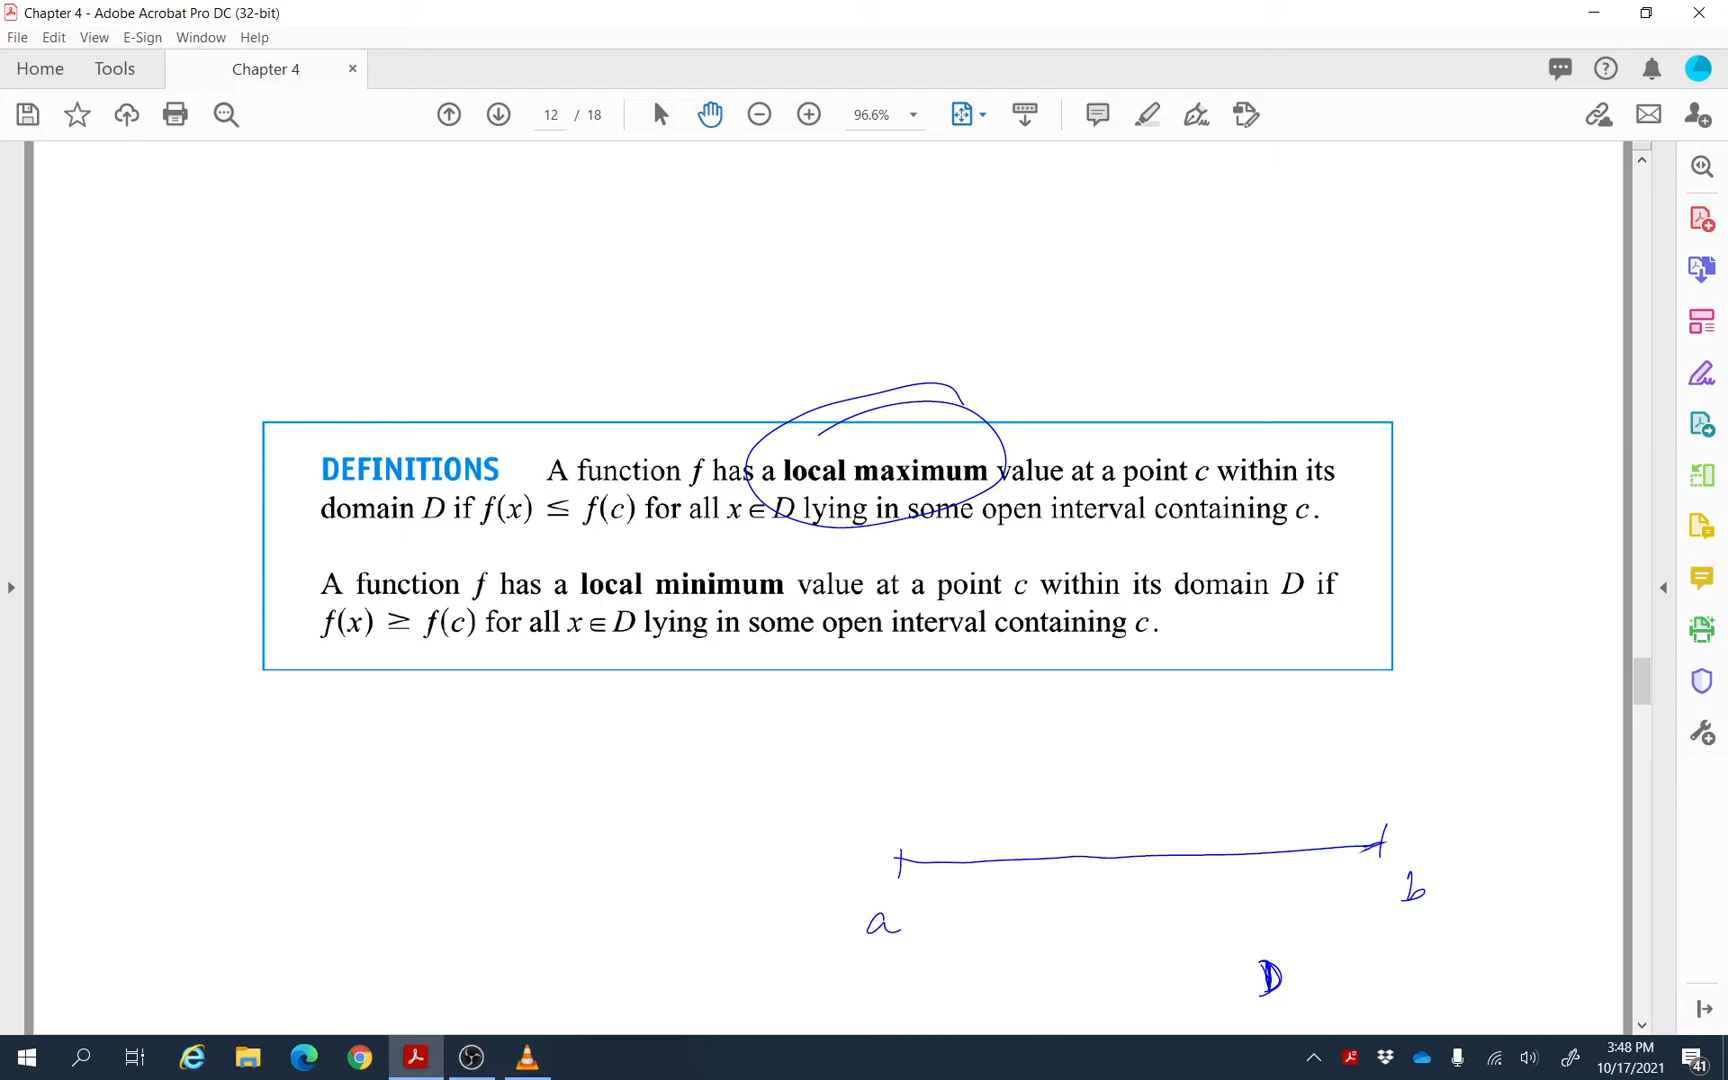 Chapter 4 - Adobe Acrobat Pro DC (32-bit)
File Edit View E-Sign Window Help
Home Tools Chapter 4
12 / 18 96.6%
DEFINITIONS A function f has a local maximum value at a point c within its
domain D if f(x) ≤ f(c) for all x ∈ D lying in some open interval containing c.
A function f has a local minimum value at a point c within its domain D if
f(x) ≥ f(c) for all x ∈ D lying in some open interval containing c.
a
b
D
3:48 PM
10/17/2021
41